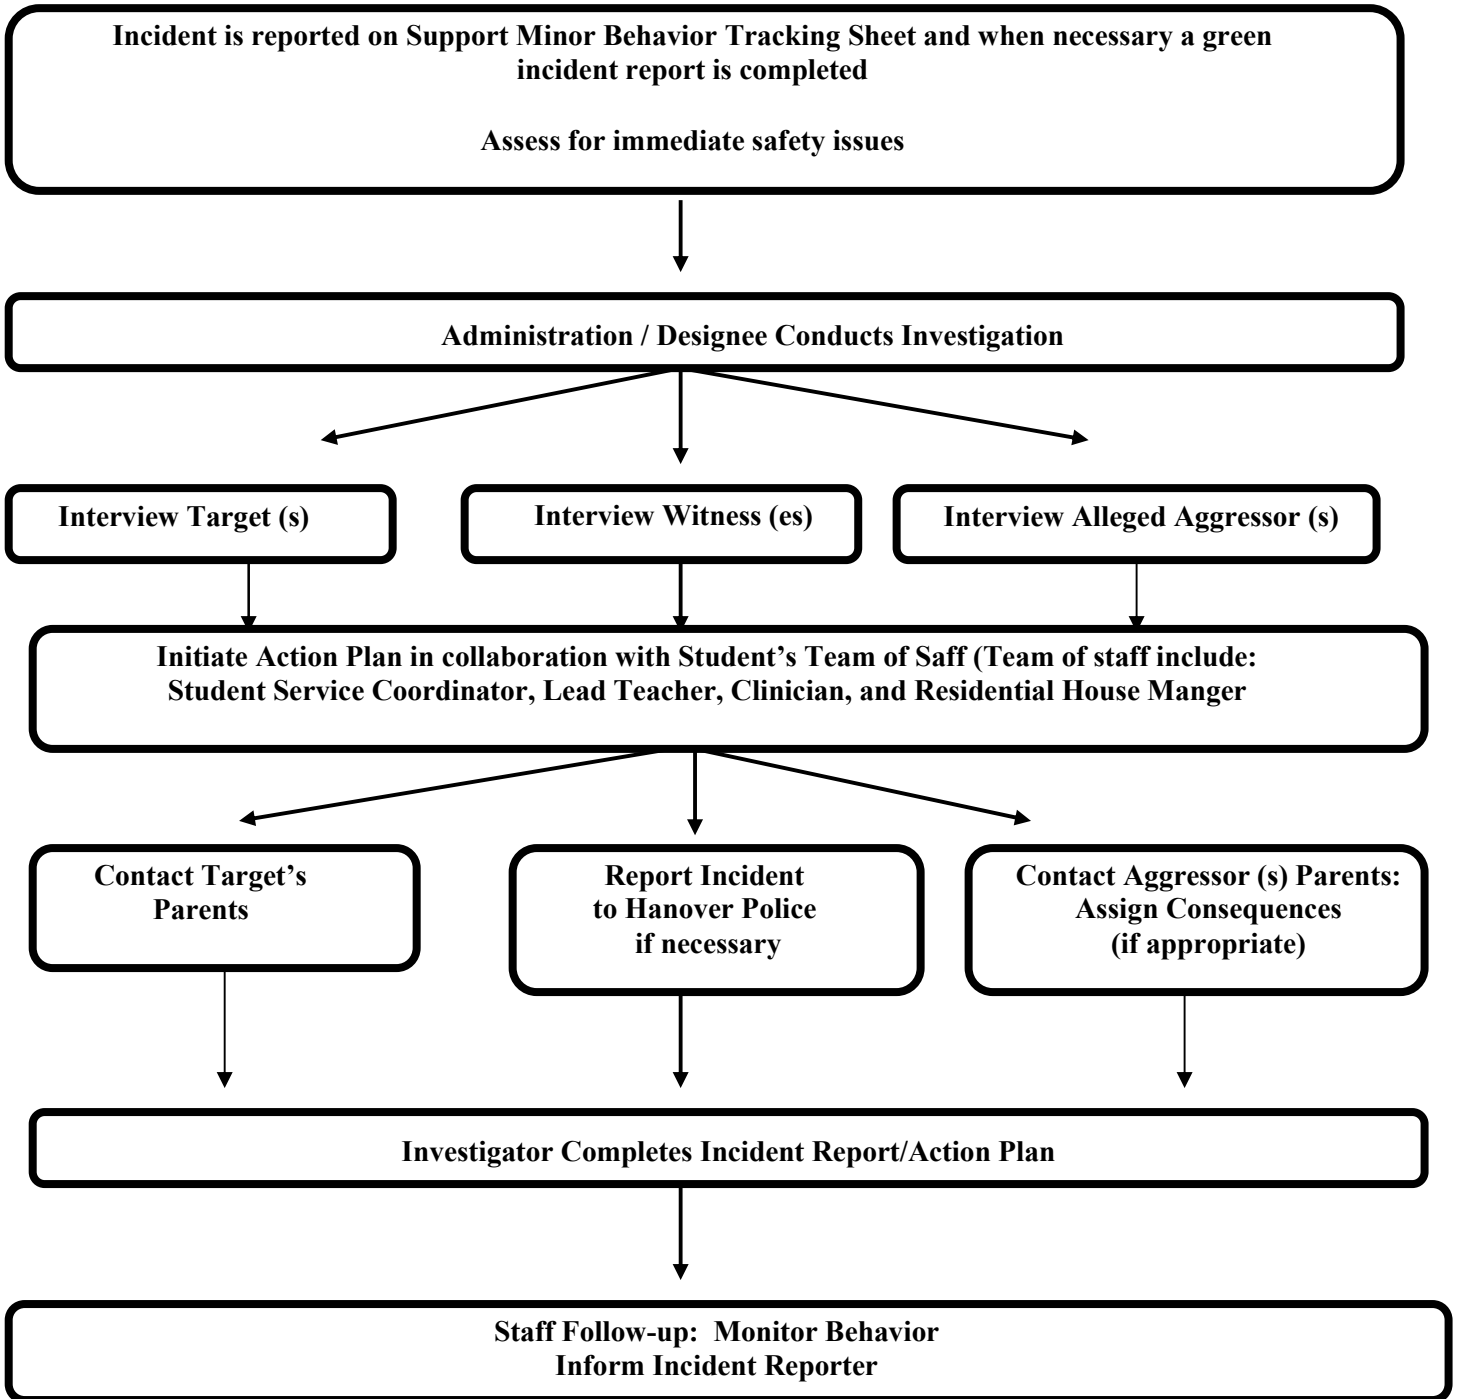 Incident is reported on Support Minor Behavior Tracking Sheet and when necessary a green
incident report is completed
Assess for immediate safety issues
Administration / Designee Conducts Investigation
Interview Target (s)
Interview Witness (es)
Interview Alleged Aggressor (s)
Initiate Action Plan in collaboration with Student’s Team of Saff (Team of staff include:
Student Service Coordinator, Lead Teacher, Clinician, and Residential House Manger
Contact Target’s
Parents
Report Incident
to Hanover Police
if necessary
Contact Aggressor (s) Parents:
Assign Consequences
(if appropriate)
Investigator Completes Incident Report/Action Plan
Staff Follow-up:  Monitor Behavior
Inform Incident Reporter